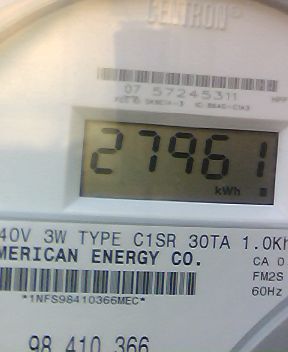 CENTRON®
07 57245311
27961
kWh
40V 3W TYPE C1SR 30TA 1.0Kh
MERICAN ENERGY CO.
CA 0.
FM2S
*1NFS98410366MEC*
60Hz
98 410 366